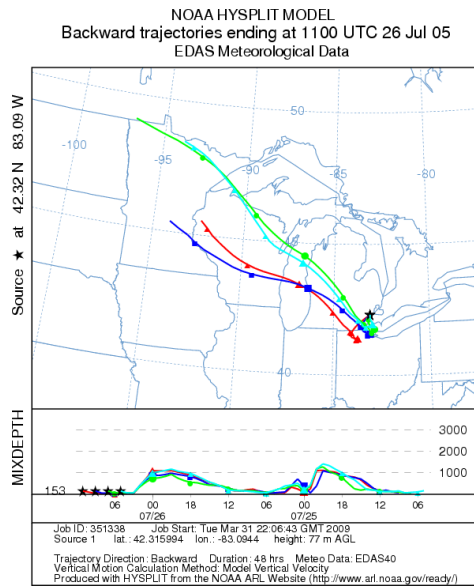 NOAA HYSPLIT MODEL
Backward trajectories ending at 1100 UTC 26 Jul 05
EDAS Meteorological Data
Source ★ at 42.32 N 83.09 W
-100
-95
-90
-85
-80
50
45
40
MIXDEPTH
3000
2000
1000
153
06 00 18 12 06 00 18 12 06
07/26 07/25
Job ID: 351338 Job Start: Tue Mar 31 22:06:43 GMT 2009
Source 1 lat.: 42.315994 lon.: -83.0944 height: 77 m AGL
Trajectory Direction: Backward Duration: 48 hrs Meteo Data: EDAS40
Vertical Motion Calculation Method: Model Vertical Velocity
Produced with HYSPLIT from the NOAA ARL Website (http://www.arl.noaa.gov/ready/)